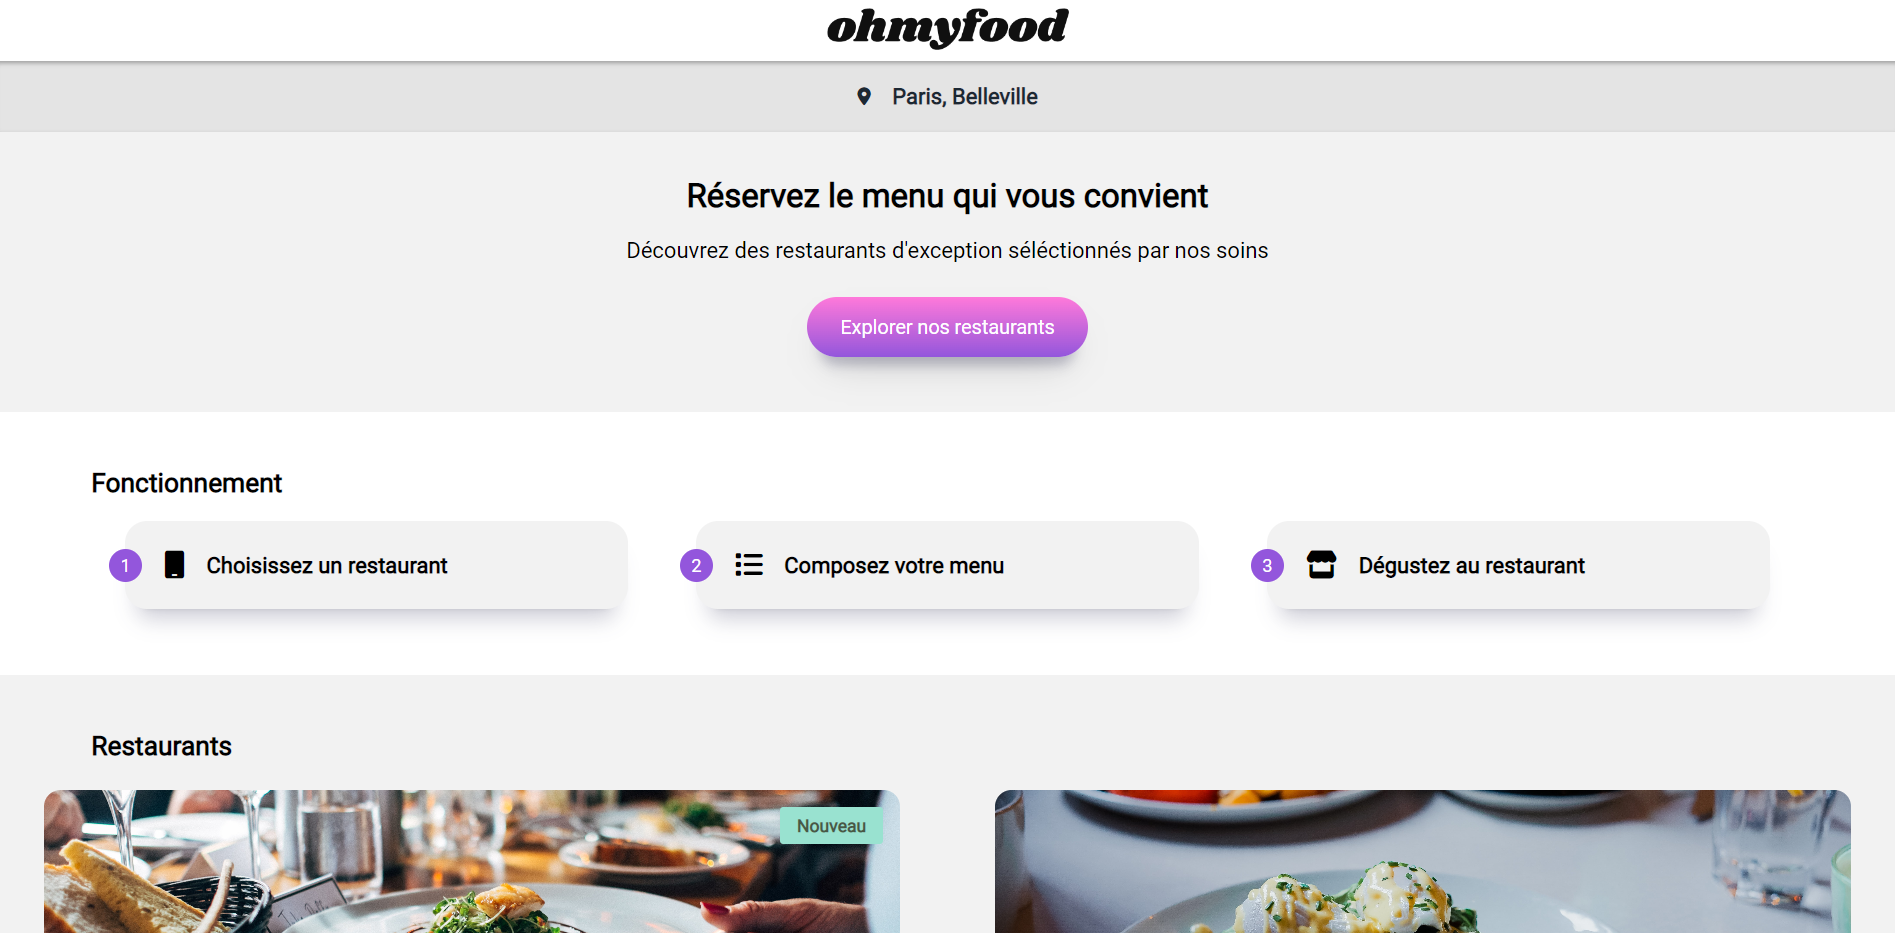 ohmyfood
Paris, Belleville
Réservez le menu qui vous convient
Découvrez des restaurants d'exception séléctionnés par nos soins
Explorer nos restaurants
Fonctionnement
1 Choisissez un restaurant
2 Composez votre menu
3 Dégustez au restaurant
Restaurants
Nouveau